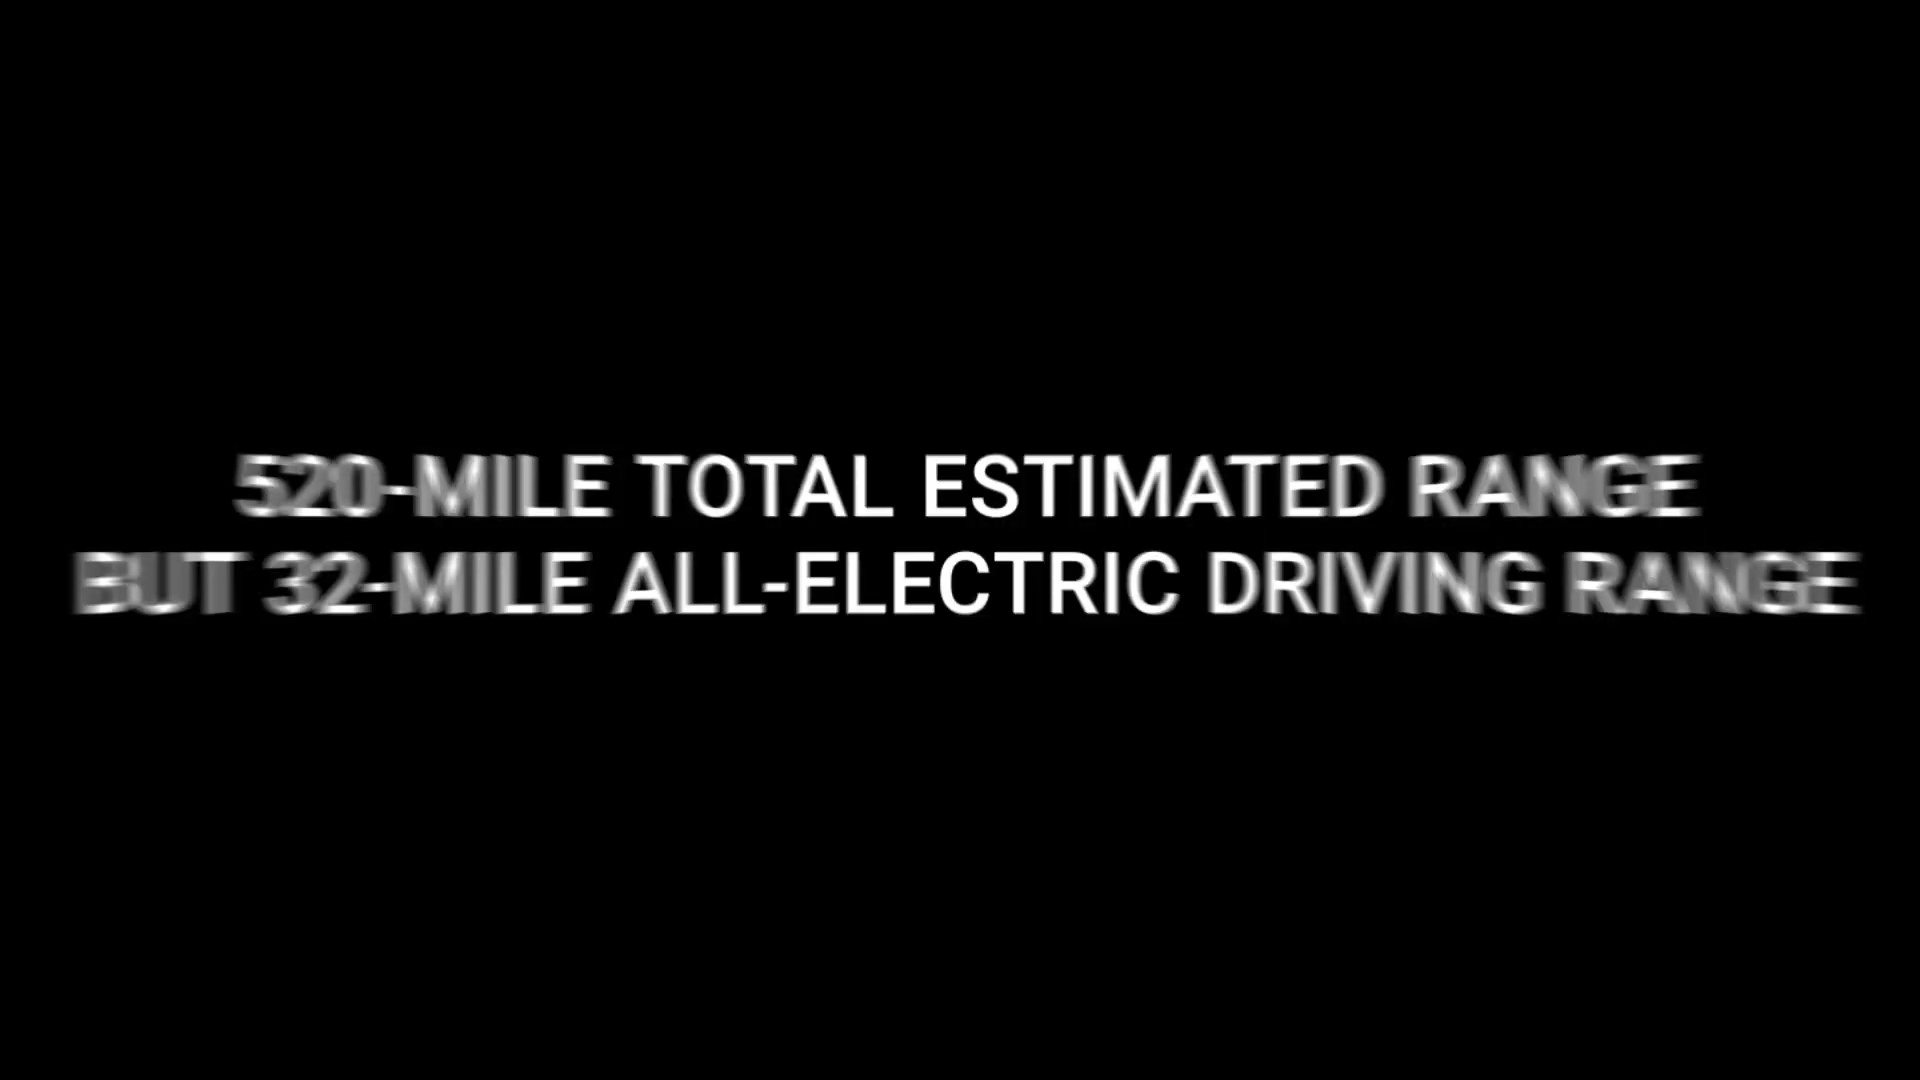 520-MILE TOTAL ESTIMATED RANGE
BUT 32-MILE ALL-ELECTRIC DRIVING RANGE